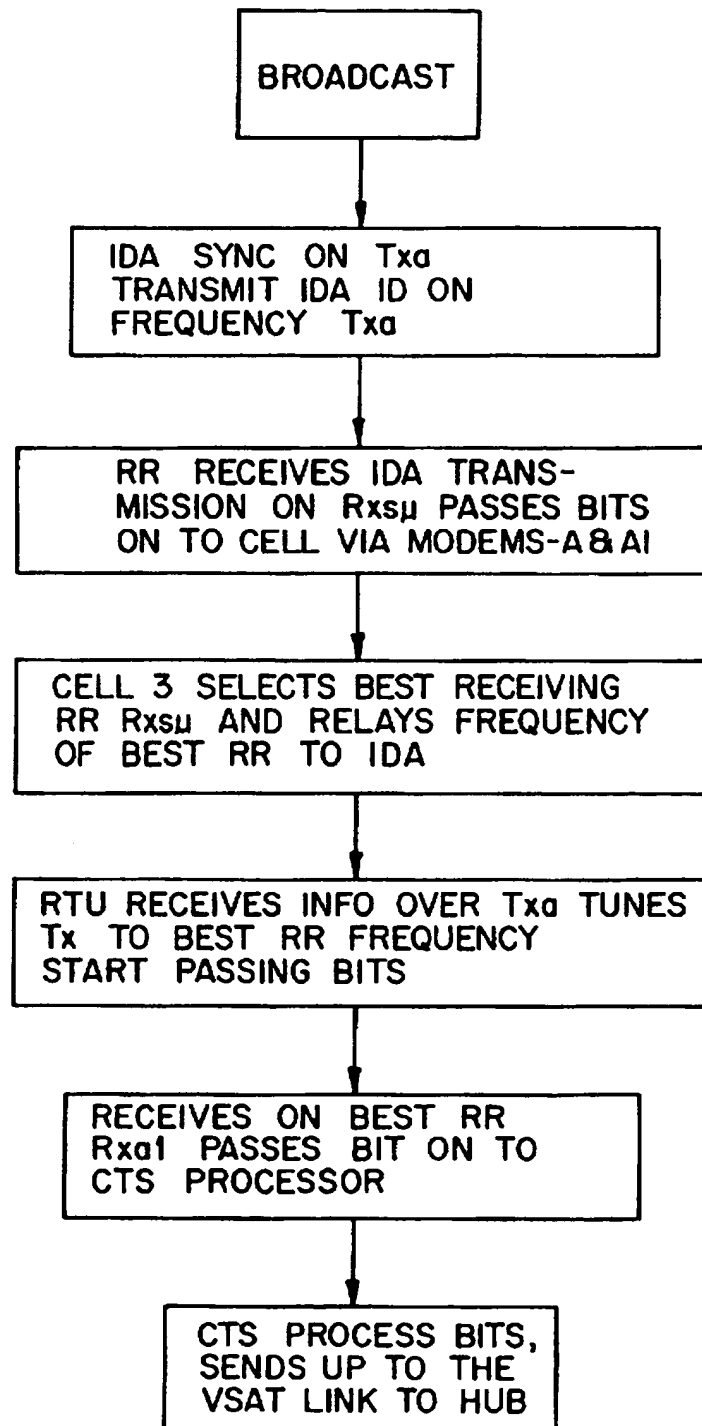 BROADCAST
IDA SYNC ON Txa
TRANSMIT IDA ID ON
FREQUENCY Txa
RR RECEIVES IDA TRANS-
MISSION ON Rxsμ PASSES BITS
ON TO CELL VIA MODEMS-A & A1
CELL 3 SELECTS BEST RECEIVING
RR Rxsμ AND RELAYS FREQUENCY
OF BEST RR TO IDA
RTU RECEIVES INFO OVER Txa TUNES
Tx TO BEST RR FREQUENCY
START PASSING BITS
RECEIVES ON BEST RR
Rxa1 PASSES BIT ON TO
CTS PROCESSOR
CTS PROCESS BITS,
SENDS UP TO THE
VSAT LINK TO HUB